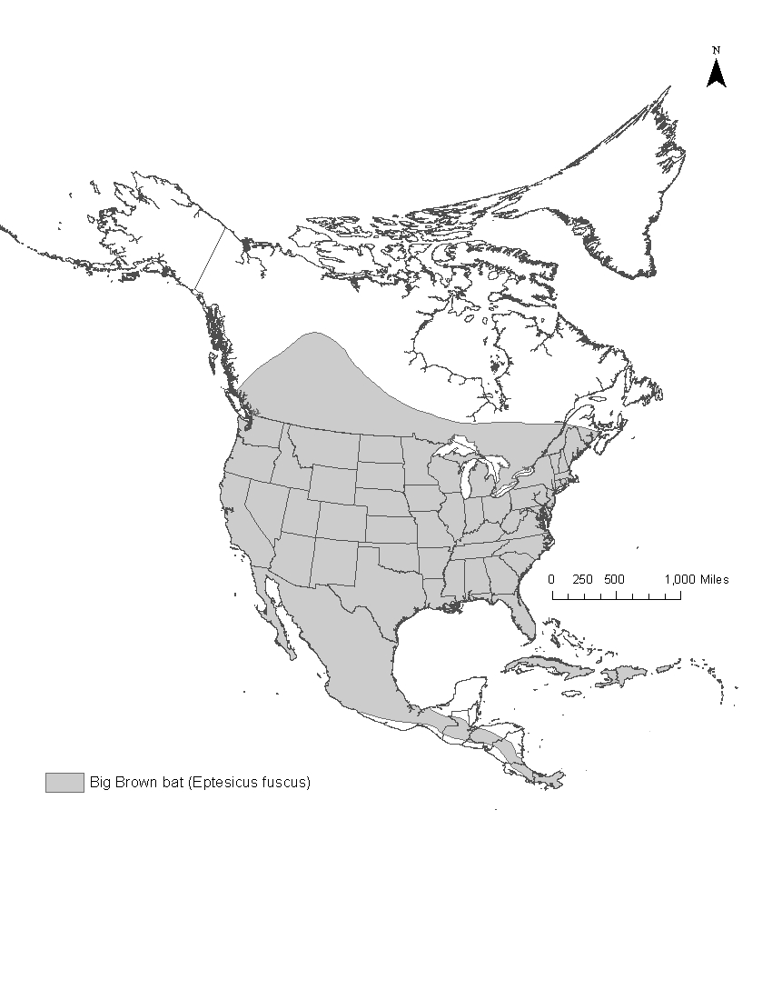 N
0 250 500 1,000 Miles
Big Brown bat (Eptesicus fuscus)